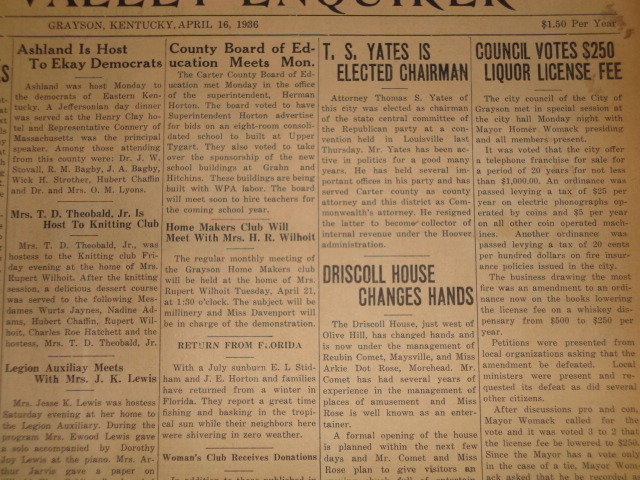 VALLEY ENQUIRER
GRAYSON, KENTUCKY, APRIL 16, 1936
$1.50 Per Year
Ashland Is Host
To Ekay Democrats
Ashland was host Monday to
the democrats of Eastern Ken-
tucky. A Jeffersonian day dinner
was served at the Henry Clay ho-
tel and Representative Connery of
Massachusetts was the principal
speaker. Among those attending
from this county were: Dr. J. W.
Stovall, R. M. Bagby, J. A. Bagby,
Wick H. Strother, Hubert Chaffin
and Dr. and Mrs. O. M. Lyons.
Mrs. T. D. Theobald, Jr. Is
Host To Knitting Club
Mrs. T. D. Theobald, Jr., was
hostess to the Knitting club Fri-
day evening at the home of Mrs.
Rupert Wilhoit. After the knitting
session, a delicious dessert course
was served to the following Mes-
dames Wurts Jaynes, Nadine Ad-
ams, Hubert Chaffin, Rupert Wil-
hoit, Charles Roe Hatchett and the
hostess, Mrs. T. D. Theobald, Jr,
Legion Auxiliay Meets
With Mrs. J. K. Lewis
Mrs. Jesse K. Lewis was hostess
Saturday evening at her home to
the Legion Auxiliary. During the
program Mrs. Ewood Lewis gave
a solo accompanied by Dorothy
Joy Lewis at the piano. Mrs. Ar-
thur Jarvis gave a paper on
County Board of Ed-
ucation Meets Mon.
The Carter County Board of Ed-
ucation met Monday in the office
of the superintendent, Herman
Horton. The board voted to have
Superintendent Horton advertise
for bids on an eight-room consoli-
dated school to built at Upper
Tygart. They also voted to take
over the sponsorship of the new
school buildings at Grahn and
Hitchins. These buildings are being
built with WPA labor. The board
will meet soon to hire teachers for
the coming school year.
Home Makers Club Will
Meet With Mrs. H. R. Wilhoit
The regular monthly meeting of
the Grayson Home Makers club
will be held at the home of Mrs.
Rupert Wilhoit Tuesday, April 21,
at 1:30 o'clock. The subject will be
millinery and Miss Davenport will
be in charge of the demonstration.
RETURN FROM FLORIDA
With a July sunburn E. L Stid-
ham and J. E. Horton and families
have returned from a winter in
Florida. They report a great time
fishing and basking in the tropi-
cal sun while their neighbors here
were shivering in zero weather.
Woman's Club Receives Donations
In addition to those published in
T. S. YATES IS
ELECTED CHAIRMAN
Attorney Thomas S. Yates of
this city was elected as chairman
of the state central committee of
the Republican party at a con-
vention held in Louisville last
Thursday. Mr. Yates has been ac-
tive in politics for a good many
years. He has held several im-
portant offices in his party and has
served Carter county as county
attorney and this district as Com-
monwealth's attorney. He resigned
the latter to become collector of
internal revenue under the Hoover
administration.
DRISCOLL HOUSE
CHANGES HANDS
The Driscoll House, just west of
Olive Hill, has changed hands and
is now under the management of
Reubin Comet, Maysville, and Miss
Arkie Dot Rose, Morehead. Mr.
Comet has had several years of
experience in the management of
places of amusement and Miss
Rose is well known as an enter-
tainer.
A formal opening of the house
is planned within the next few
days and Mr. Comet and Miss
Rose plan to give visitors an
COUNCIL VOTES $250
LIQUOR LICENSE FEE
The city council of the City of
Grayson met in special session at
the city hall Monday night with
Mayor Homer Womack presiding
and all members present.
It was voted that the city offer
a telephone franchise for sale for
a period of 20 years for not less
than $1,000.00. An ordinance was
passed levying a tax of $25 per
year on electric phonographs op-
erated by coins and $5 per year
on all other coin operated machi-
ines. Another ordinance was
passed levying a tax of 20 cents
per hundred dollars on fire insur-
ance policies issued in the city.
The business drawing the most
fire was an amendment to an ordi-
nance now on the books lowering
the license fee on a whiskey dis-
pensary from $500 to $250 per
year.
Petitions were presented from
local organizations asking that the
amendment be defeated. Local
ministers were present and re-
quested its defeat as did several
other citizens.
After discussions pro and con,
Mayor Womack called for the
vote and it was voted 3 to 2 that
the license fee be lowered to $250.
Since the Mayor has a vote only
in the case of a tie, Mayor Wom-
ack asked that he be recorded